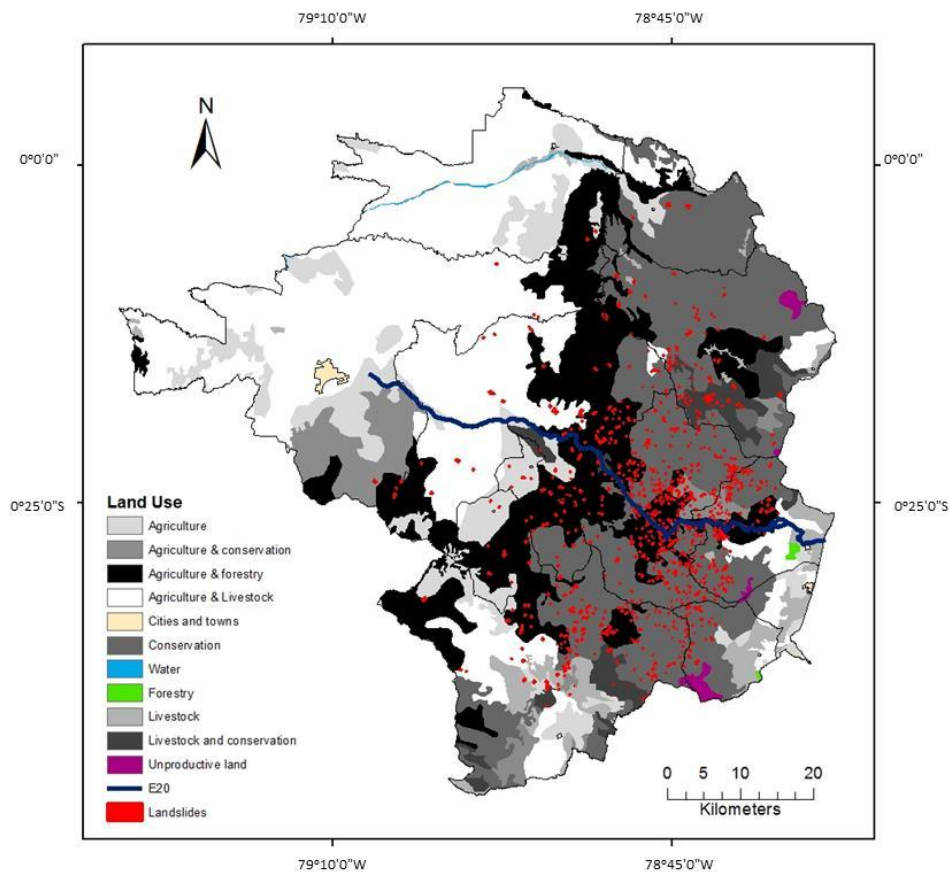 79°10'0"W 78°45'0"W
N
0°0'0" 0°0'0"
0°25'0"S 0°25'0"S
Land Use
Agriculture
Agriculture & conservation
Agriculture & forestry
Agriculture & Livestock
Cities and towns
Conservation
Water
Forestry
Livestock
Livestock and conservation
Unproductive land
E20
Landslides
0 5 10 20
Kilometers
79°10'0"W 78°45'0"W